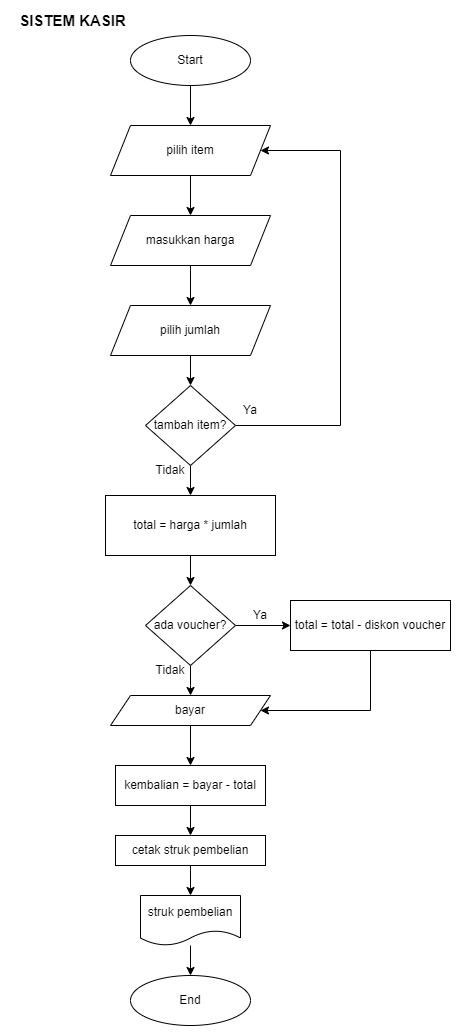 SISTEM KASIR
Start
pilih item
masukkan harga
pilih jumlah
tambah item?
Ya
Tidak
total = harga * jumlah
ada voucher?
Ya
total = total - diskon voucher
Tidak
bayar
kembalian = bayar - total
cetak struk pembelian
struk pembelian
End